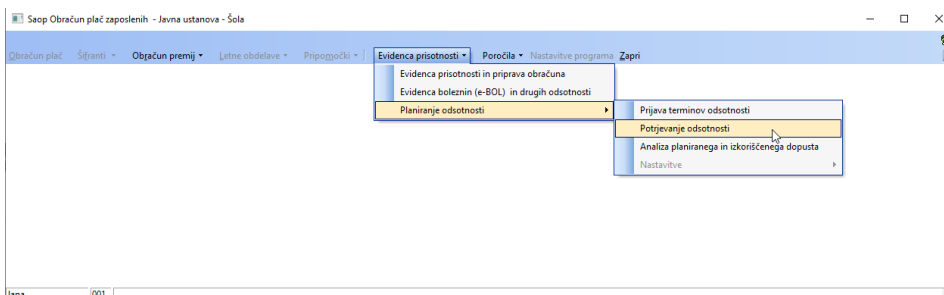 Saop Obračun plač zaposlenih - Javna ustanova - Šola
Obračun plač Šifranti Obračun premij Letne obdelave Pripomočki Evidenca prisotnosti Poročila Nastavitve programa Zapri
Evidenca prisotnosti in priprava obračuna
Evidenca boleznin (e-BOL) in drugih odsotnosti
Planiranje odsotnosti
Prijava terminov odsotnosti
Potrjevanje odsotnosti
Analiza planiranega in izkoriščenega dopusta
Nastavitve
Jana 001